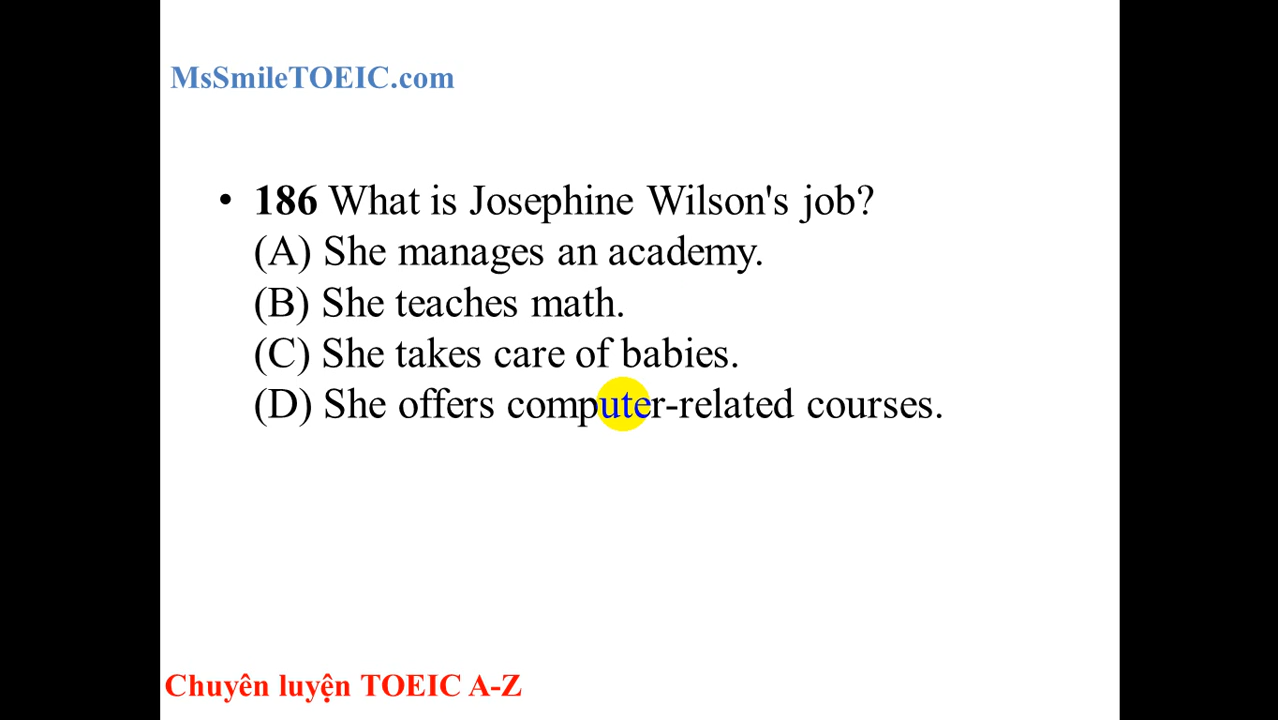 MsSmileTOEIC.com
• 186 What is Josephine Wilson's job?
(A) She manages an academy.
(B) She teaches math.
(C) She takes care of babies.
(D) She offers computer-related courses.
Chuyên luyện TOEIC A-Z